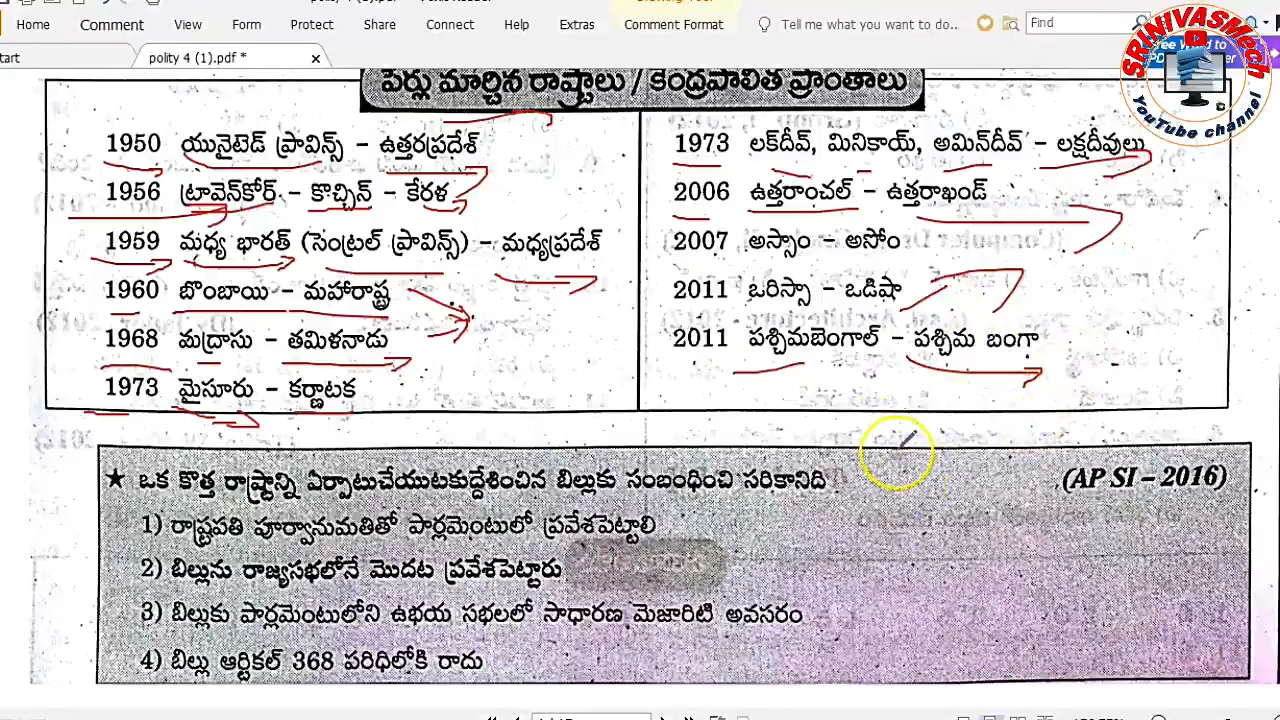 Home Comment View Form Protect Share Connect Help Extras Comment Format Tell me what you want to do.. Find
polity 4 (1).pdf * ×
SRINIVASMech
YouTube channel
పేర్లు మార్చిన రాష్ట్రాలు / కేంద్రపాలిత ప్రాంతాలు
1950 యునైటెడ్ ప్రావిన్స్ – ఉత్తరప్రదేశ్
1956 ట్రావెన్‌కోర్ – కొచ్చిన్ – కేరళ
1959 మధ్య భారత్ (సెంట్రల్ ప్రావిన్స్) – మధ్యప్రదేశ్
1960 బొంబాయి – మహారాష్ట్ర
1968 మద్రాసు – తమిళనాడు
1973 మైసూరు – కర్ణాటక
1973 లక్‌దీవ్, మినికాయ్, అమిన్‌దీవ్ – లక్షదీవులు
2006 ఉత్తరాంచల్ – ఉత్తరాఖండ్
2007 అస్సాం – అసోం
2011 ఒరిస్సా – ఒడిషా
2011 పశ్చిమబెంగాల్ – పశ్చిమ బంగా
★ ఒక కొత్త రాష్ట్రాన్ని ఏర్పాటుచేయుటకుద్దేశించిన బిల్లుకు సంబంధించి సరికానిది (AP SI – 2016)
1) రాష్ట్రపతి పూర్వానుమతితో పార్లమెంటులో ప్రవేశపెట్టాలి
2) బిల్లును రాజ్యసభలోనే మొదట ప్రవేశపెట్టారు
3) బిల్లుకు పార్లమెంటులోని ఉభయ సభలలో సాధారణ మెజారిటి అవసరం
4) బిల్లు ఆర్టికల్ 368 పరిధిలోకి రాదు